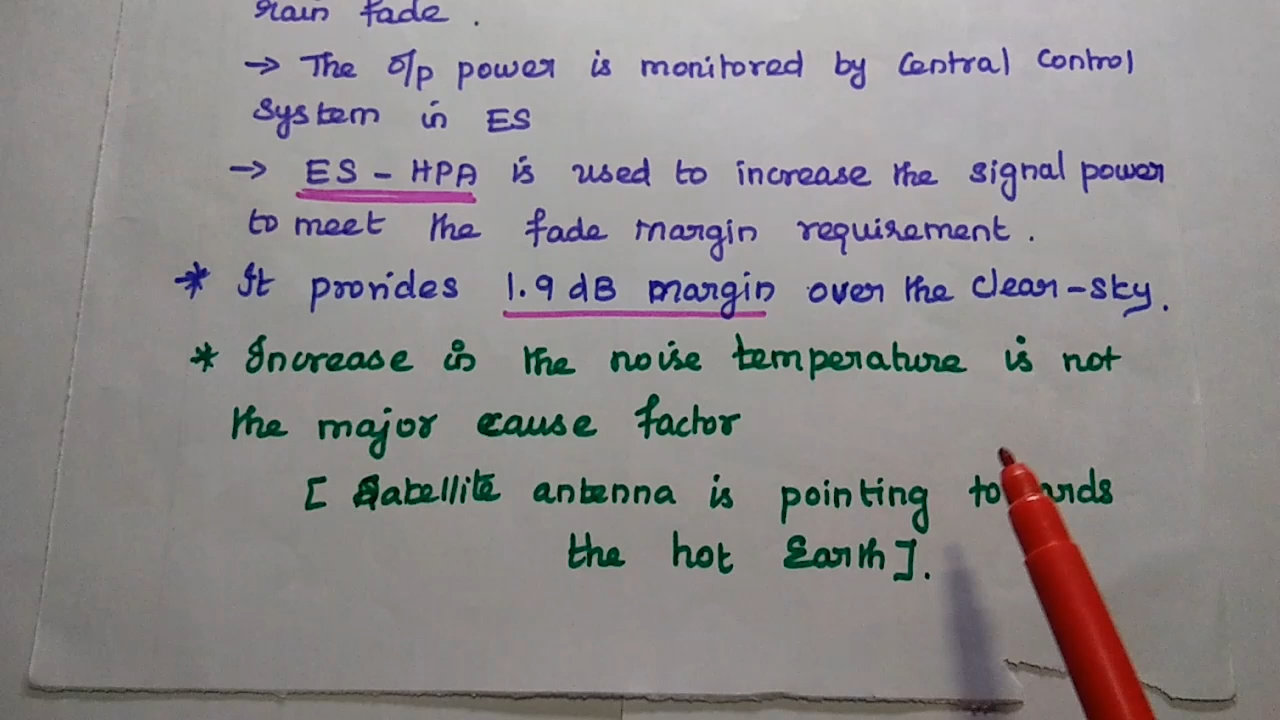 rain fade .
→ The o/p power is monitored by Central Control
System in ES
→ ES - HPA is used to increase the signal power
to meet the fade margin requirement .
* It provides 1.9 dB margin over the clear-sky.
* Increase in the noise temperature is not
the major cause factor
[ Satellite antenna is pointing towards
the hot Earth ].